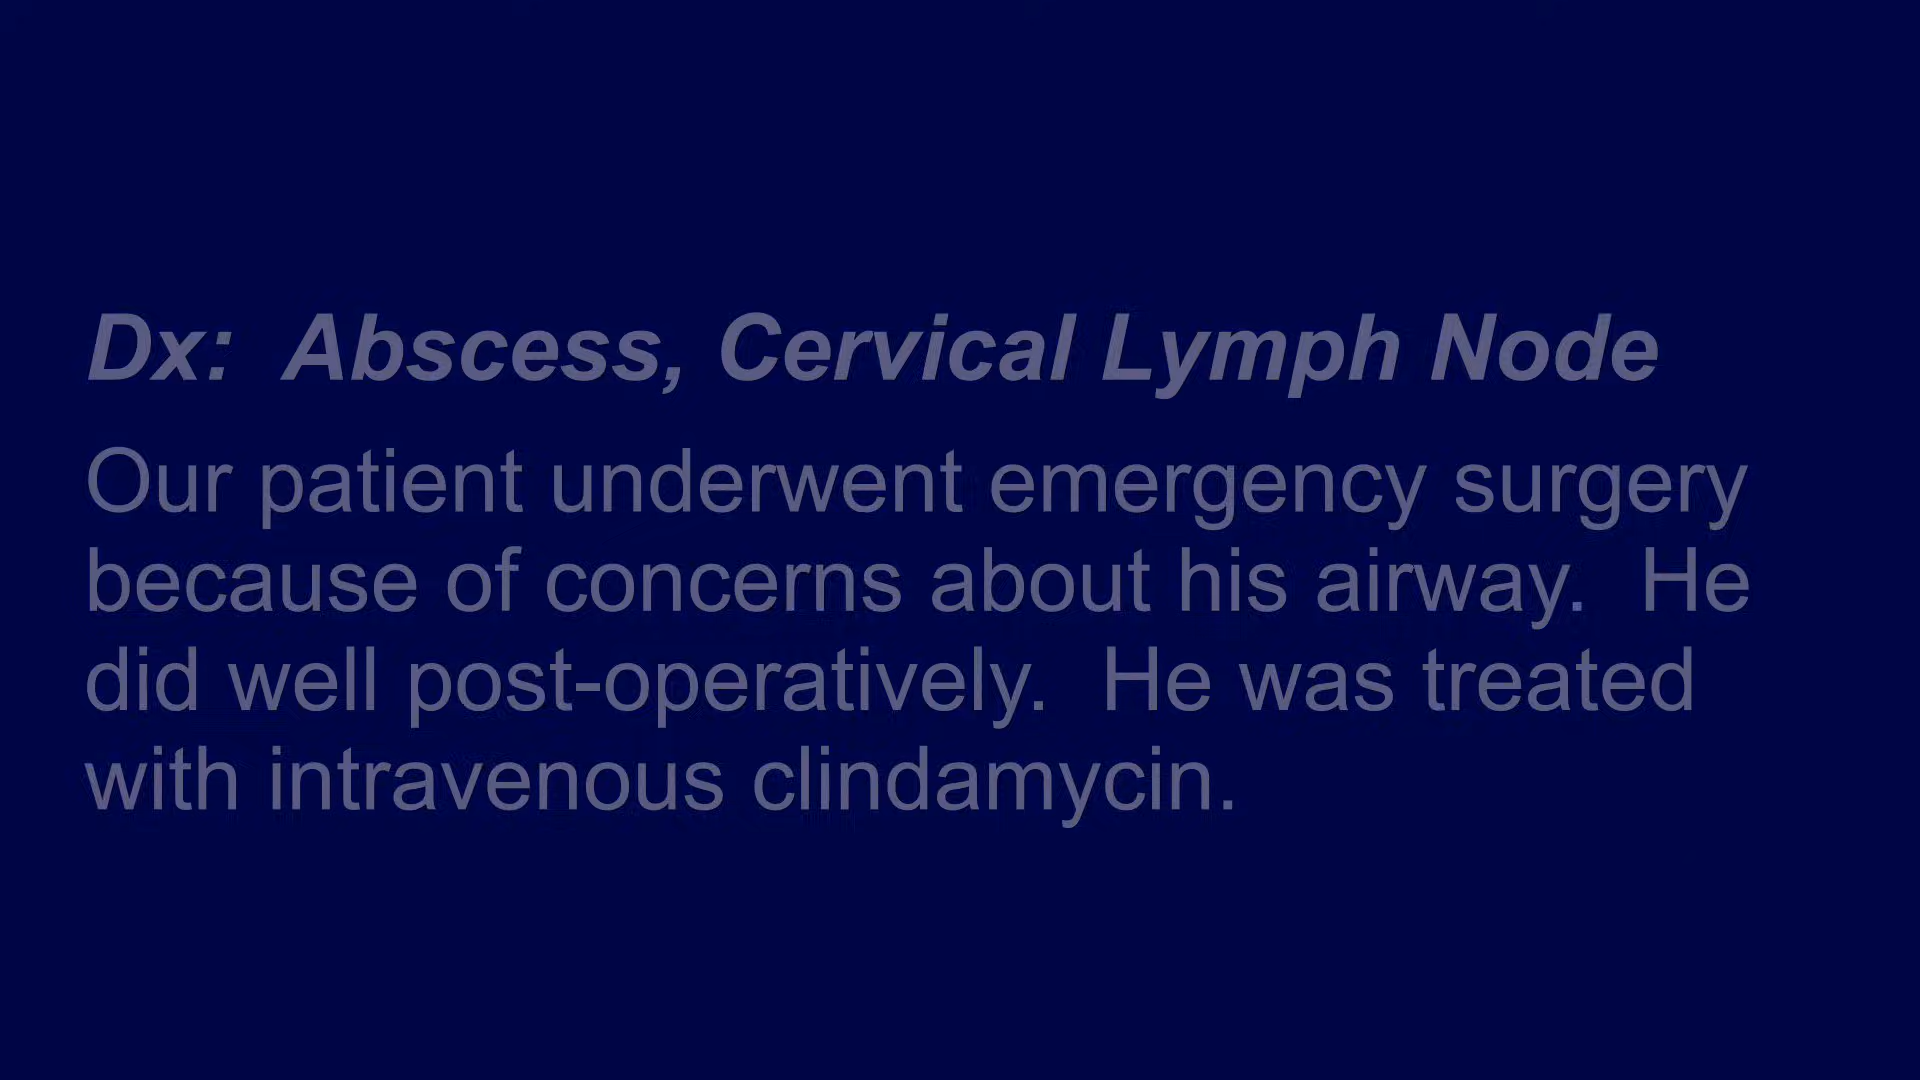 Dx:  Abscess, Cervical Lymph Node
Our patient underwent emergency surgery
because of concerns about his airway.  He
did well post-operatively.  He was treated
with intravenous clindamycin.